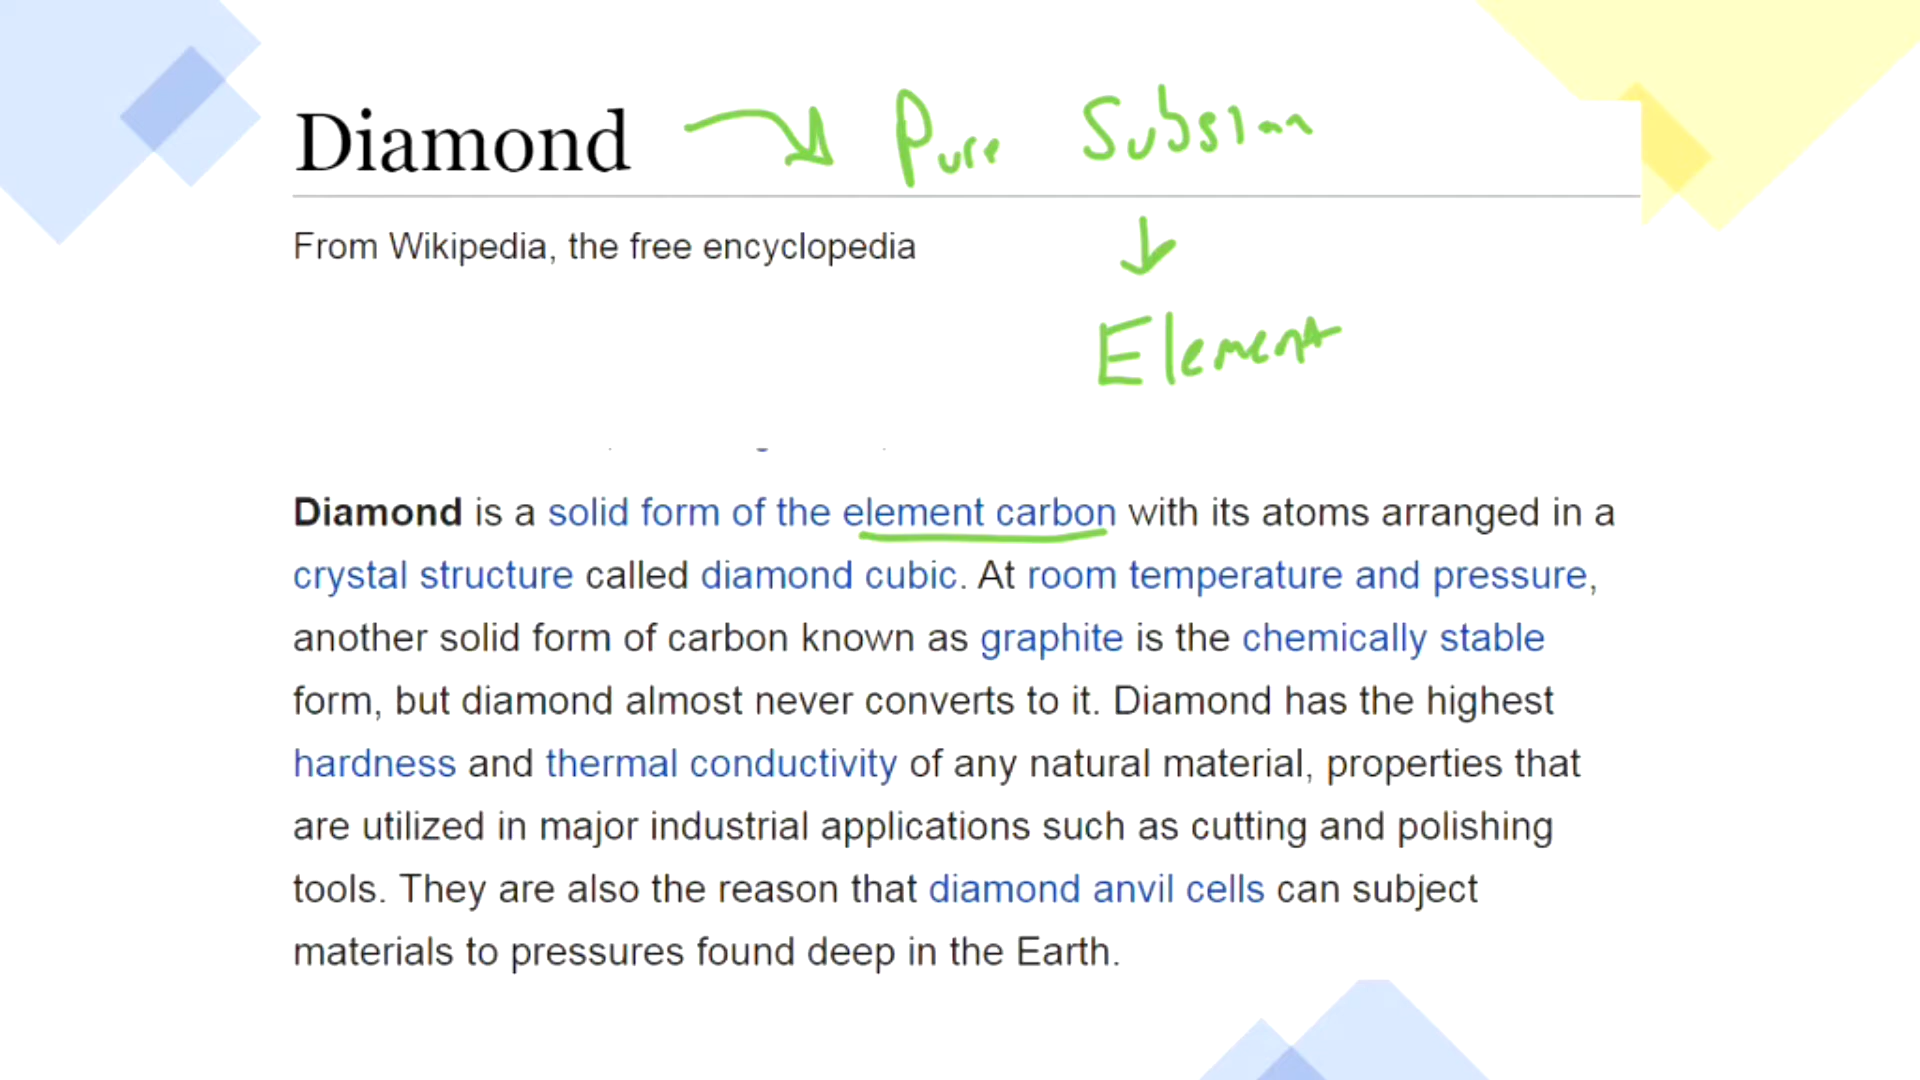 Diamond → Pure Substan
From Wikipedia, the free encyclopedia
↓
Element
Diamond is a solid form of the element carbon with its atoms arranged in a
crystal structure called diamond cubic. At room temperature and pressure,
another solid form of carbon known as graphite is the chemically stable
form, but diamond almost never converts to it. Diamond has the highest
hardness and thermal conductivity of any natural material, properties that
are utilized in major industrial applications such as cutting and polishing
tools. They are also the reason that diamond anvil cells can subject
materials to pressures found deep in the Earth.